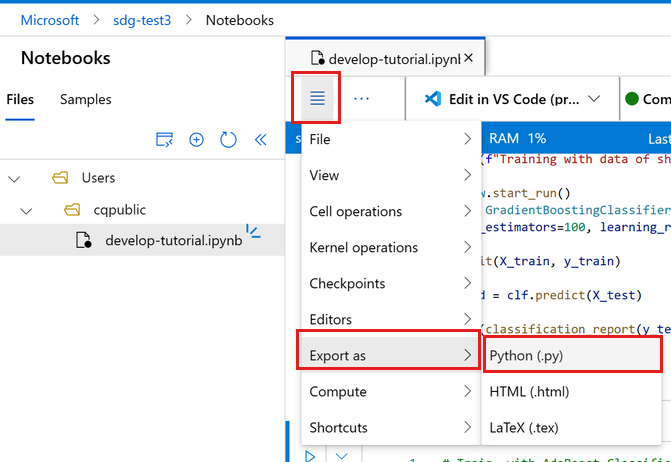 Microsoft > sdg-test3 > Notebooks
Notebooks
Files Samples
Users
cqpublic
develop-tutorial.ipynb
develop-tutorial.ipynb ×
... Edit in VS Code (pr... Com
RAM 1% Last
File
View
Cell operations
Kernel operations
Checkpoints
Editors
Export as
Compute
Shortcuts
Python (.py)
HTML (.html)
LaTeX (.tex)
(f"Training with data of sh
w.start_run()
GradientBoostingClassifier
_estimators=100, learning_r
it(X_train, y_train)
d = clf.predict(X_test)
(classification_report(y_te
1 # Train with AdaBoost Classifi